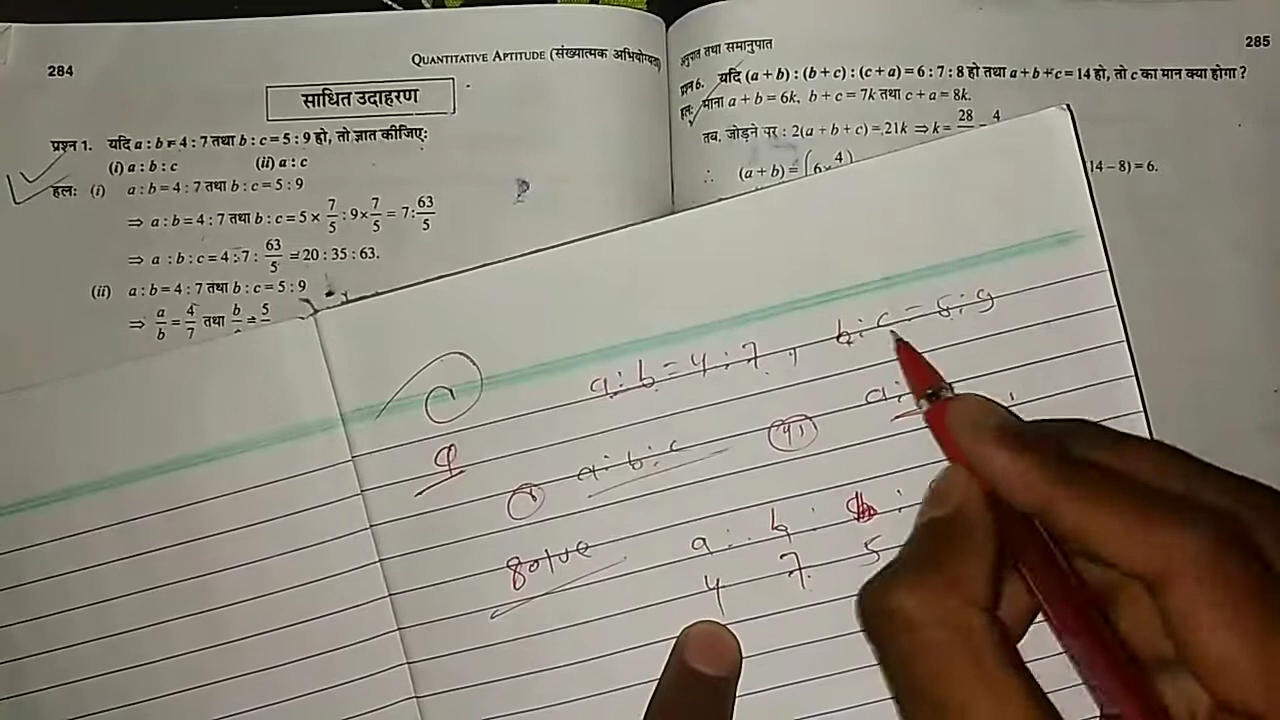 284
QUANTITATIVE APTITUDE (संख्यात्मक अभियोग्यता)
साधित उदाहरण
प्रश्न 1. यदि a : b = 4 : 7 तथा b : c = 5 : 9 हो, तो ज्ञात कीजिए:
(i) a : b : c (ii) a : c
हल: (i) a : b = 4 : 7 तथा b : c = 5 : 9
⇒ a : b = 4 : 7 तथा b : c = 5 × 7/5 : 9 × 7/5 = 7 : 63/5
⇒ a : b : c = 4 : 7 : 63/5 = 20 : 35 : 63.
(ii) a : b = 4 : 7 तथा b : c = 5 : 9
⇒ a/b = 4/7 तथा b/ = 5/
अनुपात तथा समानुपात
285
प्रश्न 6. यदि (a + b) : (b + c) : (c + a) = 6 : 7 : 8 हो तथा a + b + c = 14 हो, तो c का मान क्या होगा ?
हल: माना a + b = 6k, b + c = 7k तथा c + a = 8k.
तब, जोड़ने पर : 2(a + b + c) = 21k ⇒ k = 28 4
∴ (a + b) = (6 × 4) 14 – 8) = 6.
a : b = 4 : 7 , b : c = 5 : 9
Q
a : b : c a :
Solve a : b : :
4 7 5